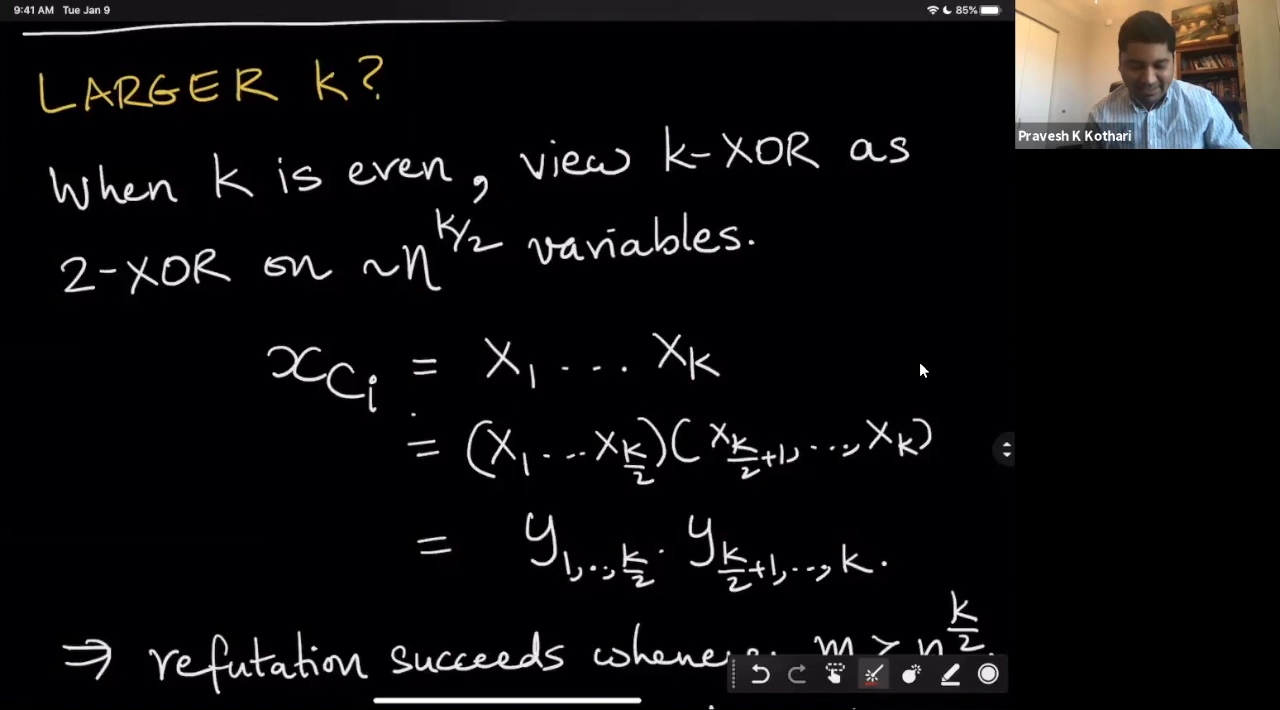 9:41 AM Tue Jan 9
85%
LARGER K?
When k is even, view k-XOR as
2-XOR on ~n^{k/2} variables.
x_{C_i} = x_1 ... x_k
= (x_1 ... x_{k/2})(x_{k/2+1}, ..., x_k)
= y_{1,..,k/2} · y_{k/2+1,...,k}.
⇒ refutation succeeds m > n^{k/2}.
Pravesh K Kothari